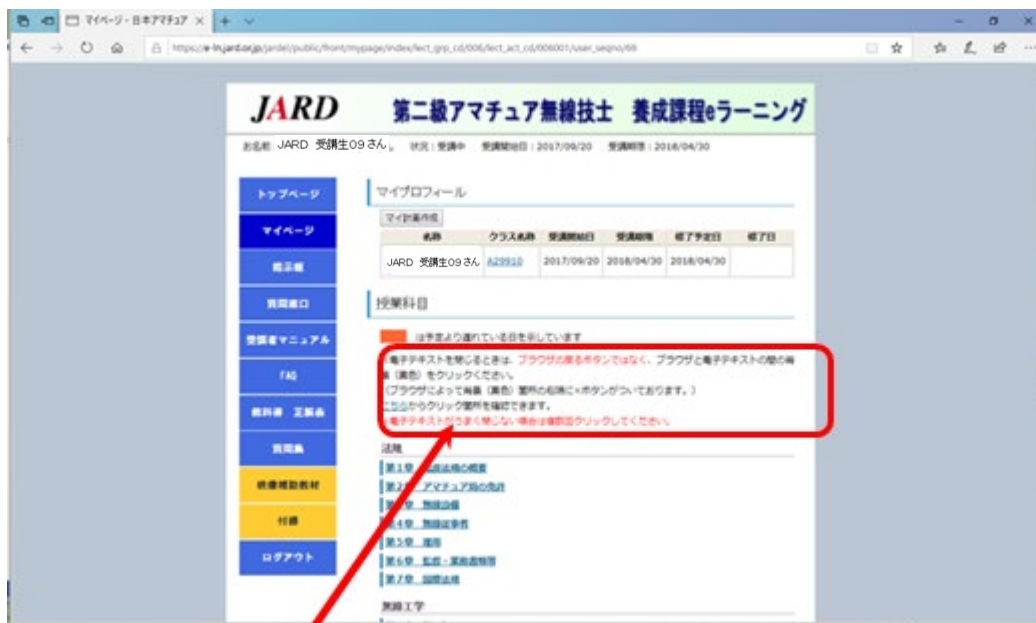 マイページ - 日本アマチュア
JARD 第二級アマチュア無線技士 養成課程eラーニング
お名前 JARD 受講生09さん。 状況：受講中 受講開始日：2017/09/20 受講期限：2018/04/30
トップページ
マイページ
掲示板
質問窓口
受講者マニュアル
FAQ
教科書 正誤表
質問集
研修補助教材
付録
ログアウト
マイプロフィール
マイ計画作成
名称 クラス名称 受講開始日 受講期限 修了予定日 修了日
JARD 受講生09さん A29910 2017/09/20 2018/04/30 2018/04/30
授業科目
は予定より遅れている日を示しています
電子テキストを閉じるときは、ブラウザの戻るボタンではなく、ブラウザと電子テキストの間の背
景（黒色）をクリックください。
（ブラウザによって背景（黒色）箇所の右端に×ボタンがついております。）
こちらからクリック箇所を確認できます。
電子テキストがうまく閉じない場合は複数回クリックしてください。
法規
第1章 法規の概要
第2章 アマチュア局の免許
無線設備
第4章 無線従事者
第5章 運用
第6章 監督・業務書類等
第7章 国際法規
無線工学